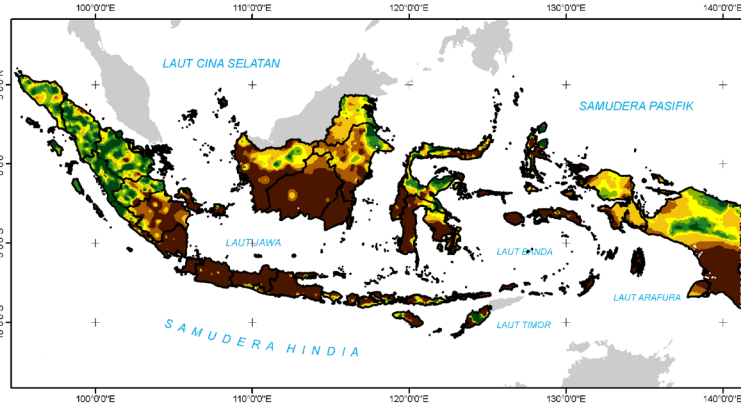 100°0'0"E 110°0'0"E 120°0'0"E 130°0'0"E 140°0'0"E
LAUT CINA SELATAN
SAMUDERA PASIFIK
LAUT JAWA
LAUT BANDA
LAUT ARAFURA
LAUT TIMOR
SAMUDERA HINDIA
100°0'0"E 110°0'0"E 120°0'0"E 130°0'0"E 140°0'0"E